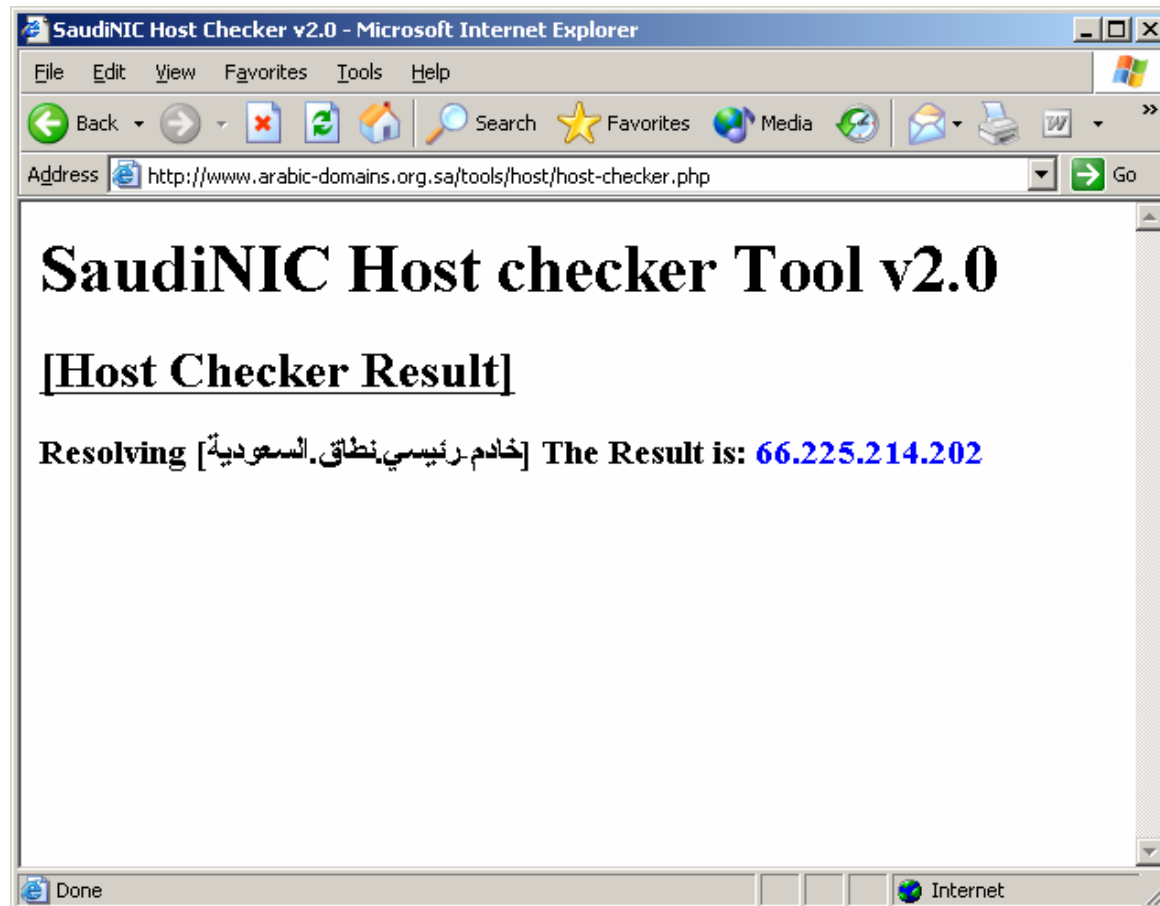 SaudiNIC Host Checker v2.0 - Microsoft Internet Explorer
File Edit View Favorites Tools Help
Back Search Favorites Media »
Address http://www.arabic-domains.org.sa/tools/host/host-checker.php Go
SaudiNIC Host checker Tool v2.0
[Host Checker Result]
Resolving [خادم-رئيسي.نطاق.السعودية] The Result is: 66.225.214.202
Done Internet